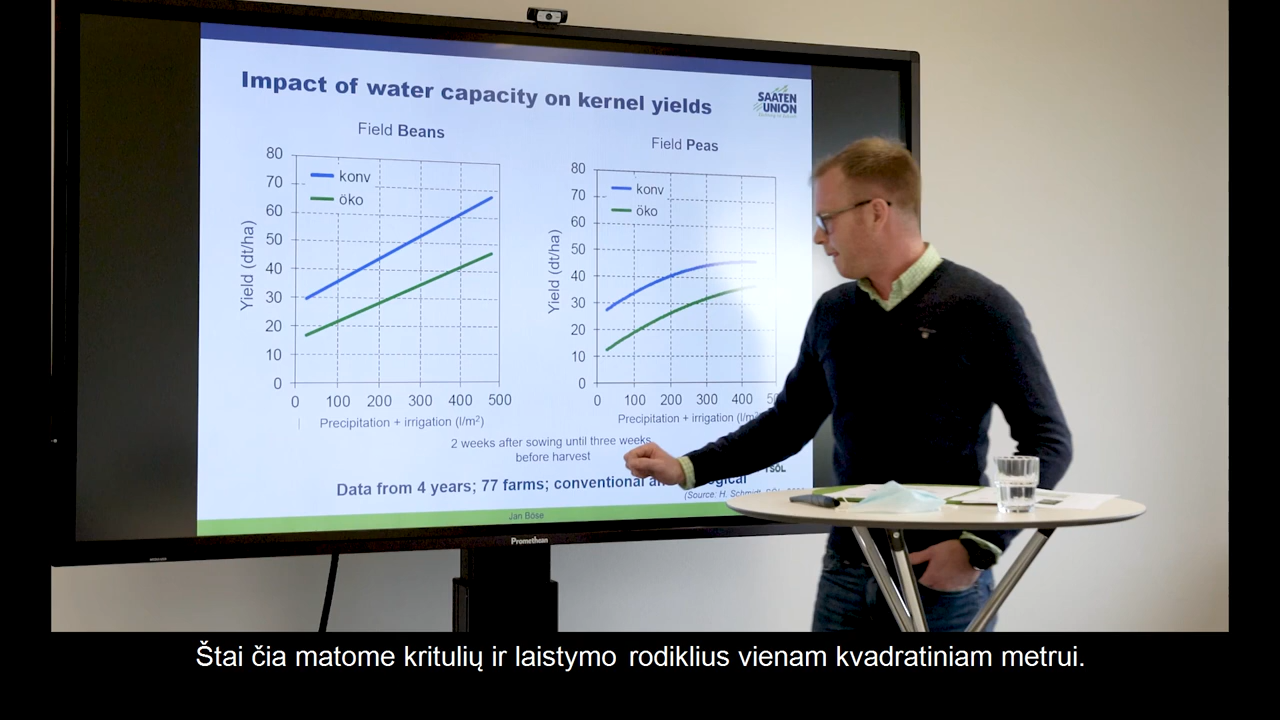 Impact of water capacity on kernel yields
SAATEN
UNION
Field Beans
80
70
60
50
40
30
20
10
0
konv
öko
Yield (dt/ha)
0 100 200 300 400 500
Precipitation + irrigation (l/m²)
Field Peas
80
70
60
50
40
30
20
10
0
konv
öko
Yield (dt/ha)
0 100 200 300 400
Precipitation + irrigation (l/m²
2 weeks after sowing until three weeks
before harvest
Data from 4 years; 77 farms; conventional
(Source: H. Schmidt,
Jan Böse
Promethean
Štai čia matome kritulių ir laistymo rodiklius vienam kvadratiniam metrui.